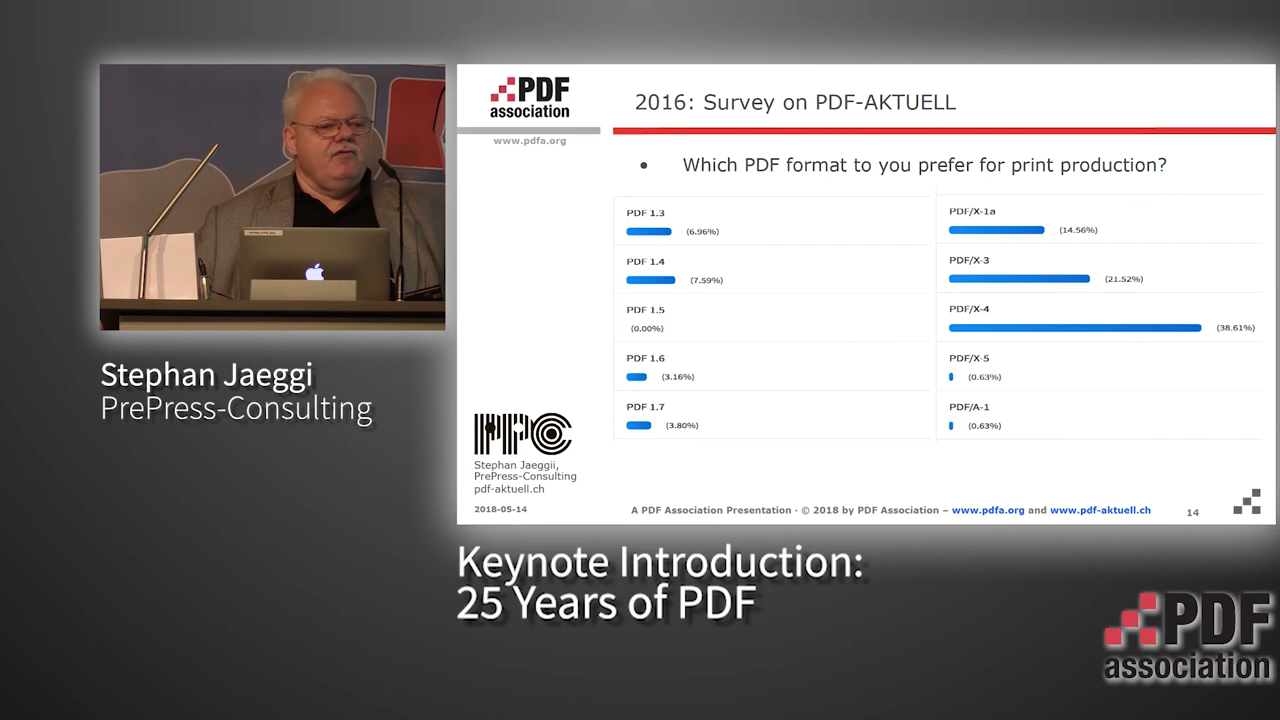 PDF
association
www.pdfa.org
2016: Survey on PDF-AKTUELL
• Which PDF format to you prefer for print production?
PDF 1.3
(6.96%)
PDF 1.4
(7.59%)
PDF 1.5
(0.00%)
PDF 1.6
(3.16%)
PDF 1.7
(3.80%)
PDF/X-1a
(14.56%)
PDF/X-3
(21.52%)
PDF/X-4
(38.61%)
PDF/X-5
(0.63%)
PDF/A-1
(0.63%)
PPC
Stephan Jaeggii,
PrePress-Consulting
pdf-aktuell.ch
2018-05-14
A PDF Association Presentation · © 2018 by PDF Association – www.pdfa.org and www.pdf-aktuell.ch
14
Stephan Jaeggi
PrePress-Consulting
Keynote Introduction:
25 Years of PDF
PDF
association